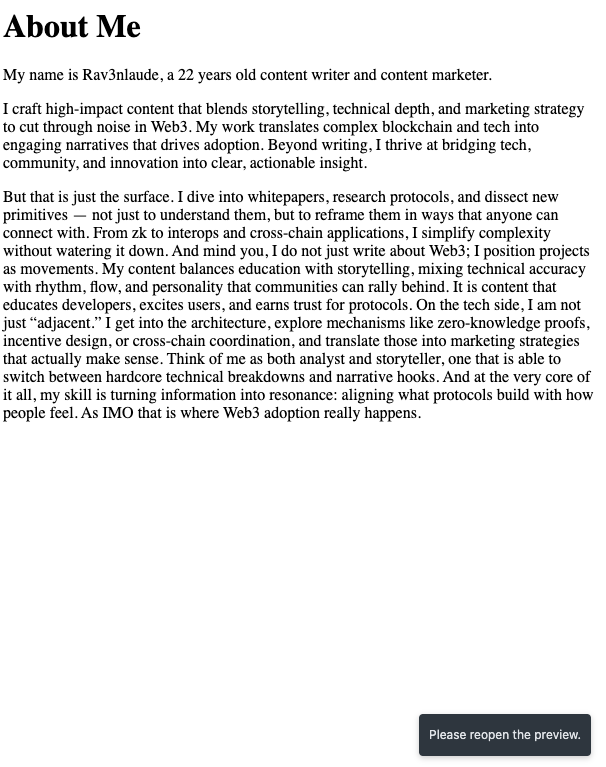 About Me
My name is Rav3nlaude, a 22 years old content writer and content marketer.
I craft high-impact content that blends storytelling, technical depth, and marketing strategy
to cut through noise in Web3. My work translates complex blockchain and tech into
engaging narratives that drives adoption. Beyond writing, I thrive at bridging tech,
community, and innovation into clear, actionable insight.
But that is just the surface. I dive into whitepapers, research protocols, and dissect new
primitives — not just to understand them, but to reframe them in ways that anyone can
connect with. From zk to interops and cross-chain applications, I simplify complexity
without watering it down. And mind you, I do not just write about Web3; I position projects
as movements. My content balances education with storytelling, mixing technical accuracy
with rhythm, flow, and personality that communities can rally behind. It is content that
educates developers, excites users, and earns trust for protocols. On the tech side, I am not
just “adjacent.” I get into the architecture, explore mechanisms like zero-knowledge proofs,
incentive design, or cross-chain coordination, and translate those into marketing strategies
that actually make sense. Think of me as both analyst and storyteller, one that is able to
switch between hardcore technical breakdowns and narrative hooks. And at the very core of
it all, my skill is turning information into resonance: aligning what protocols build with how
people feel. As IMO that is where Web3 adoption really happens.
Please reopen the preview.